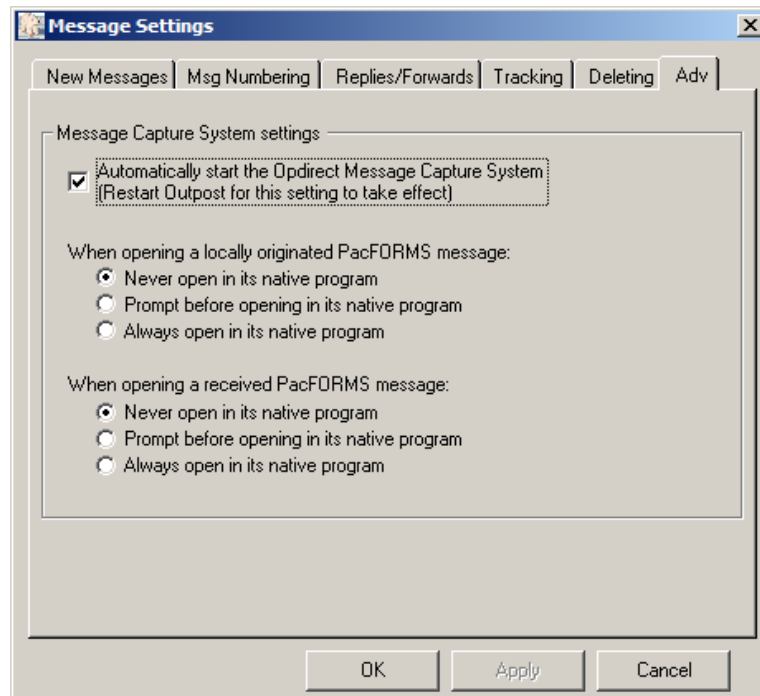 Message Settings
New Messages
Msg Numbering
Replies/Forwards
Tracking
Deleting
Adv
Message Capture System settings
Automatically start the Opdirect Message Capture System
(Restart Outpost for this setting to take effect)
When opening a locally originated PacFORMS message:
Never open in its native program
Prompt before opening in its native program
Always open in its native program
When opening a received PacFORMS message:
Never open in its native program
Prompt before opening in its native program
Always open in its native program
OK
Apply
Cancel